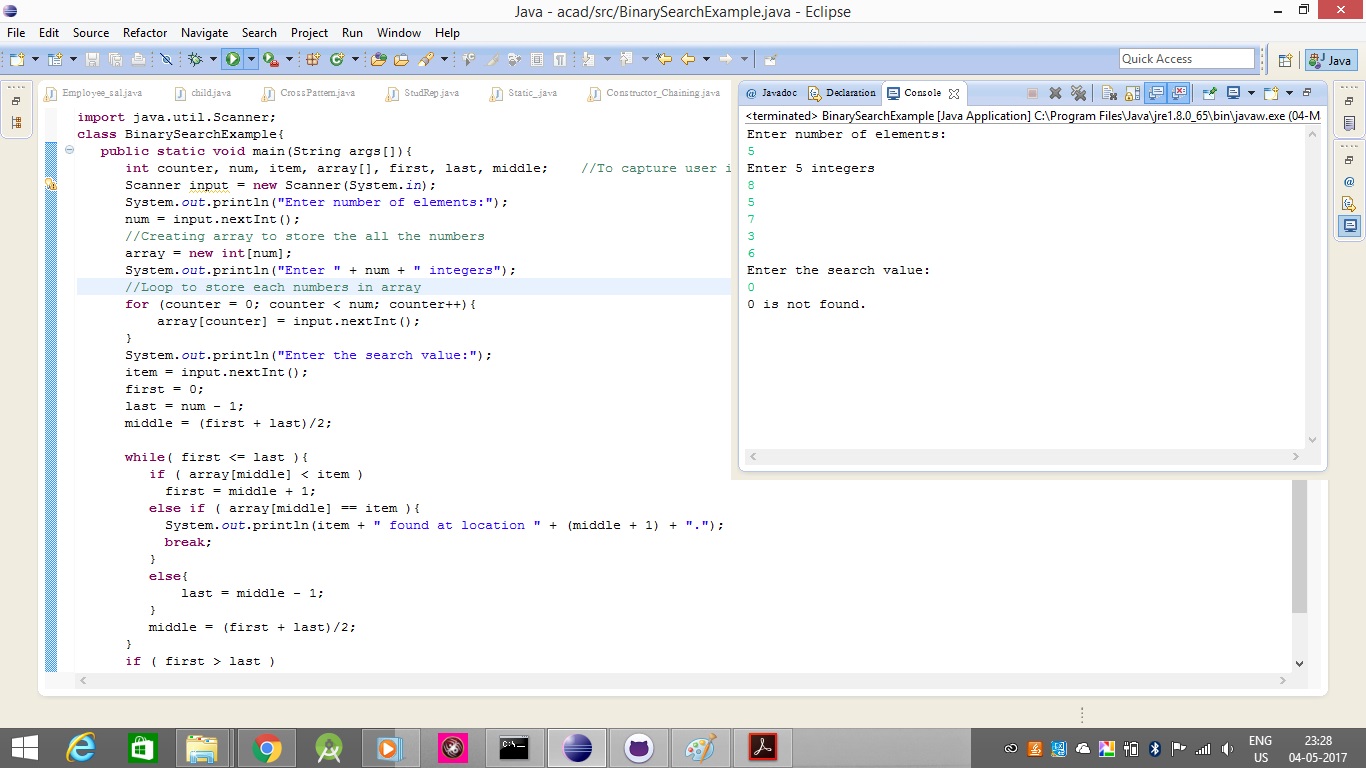 Java - acad/src/BinarySearchExample.java - Eclipse
File Edit Source Refactor Navigate Search Project Run Window Help
Quick Access
Java
Employee_sal.java child.java CrossPattern.java StudRep.java Static_.java Constructor_Chaining.java
import java.util.Scanner;
class BinarySearchExample{
public static void main(String args[]){
int counter, num, item, array[], first, last, middle; //To capture user i
Scanner input = new Scanner(System.in);
System.out.println("Enter number of elements:");
num = input.nextInt();
//Creating array to store the all the numbers
array = new int[num];
System.out.println("Enter " + num + " integers");
//Loop to store each numbers in array
for (counter = 0; counter < num; counter++){
array[counter] = input.nextInt();
}
System.out.println("Enter the search value:");
item = input.nextInt();
first = 0;
last = num - 1;
middle = (first + last)/2;
while( first <= last ){
if ( array[middle] < item )
first = middle + 1;
else if ( array[middle] == item ){
System.out.println(item + " found at location " + (middle + 1) + ".");
break;
}
else{
last = middle - 1;
}
middle = (first + last)/2;
}
if ( first > last )
@ Javadoc Declaration Console
<terminated> BinarySearchExample [Java Application] C:\Program Files\Java\jre1.8.0_65\bin\javaw.exe (04-M
Enter number of elements:
5
Enter 5 integers
8
5
7
3
6
Enter the search value:
0
0 is not found.
ENG
US
23:28
04-05-2017